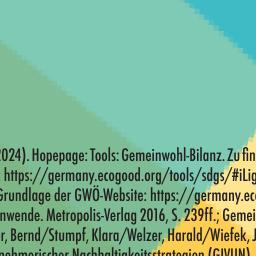 2024). Hopepage: Tools: Gemeinwohl-Bilanz. Zu fin
https://germany.ecogood.org/tools/sdgs/#iLig
Grundlage der GWÖ-Website: https://germany.eco
nwende. Metropolis-Verlag 2016, S. 239ff.; Gemei
r, Bernd/Stumpf, Klara/Welzer, Harald/Wiefek, J
nehmerischer Nachhaltigkeitsstrategien (GIVUN)